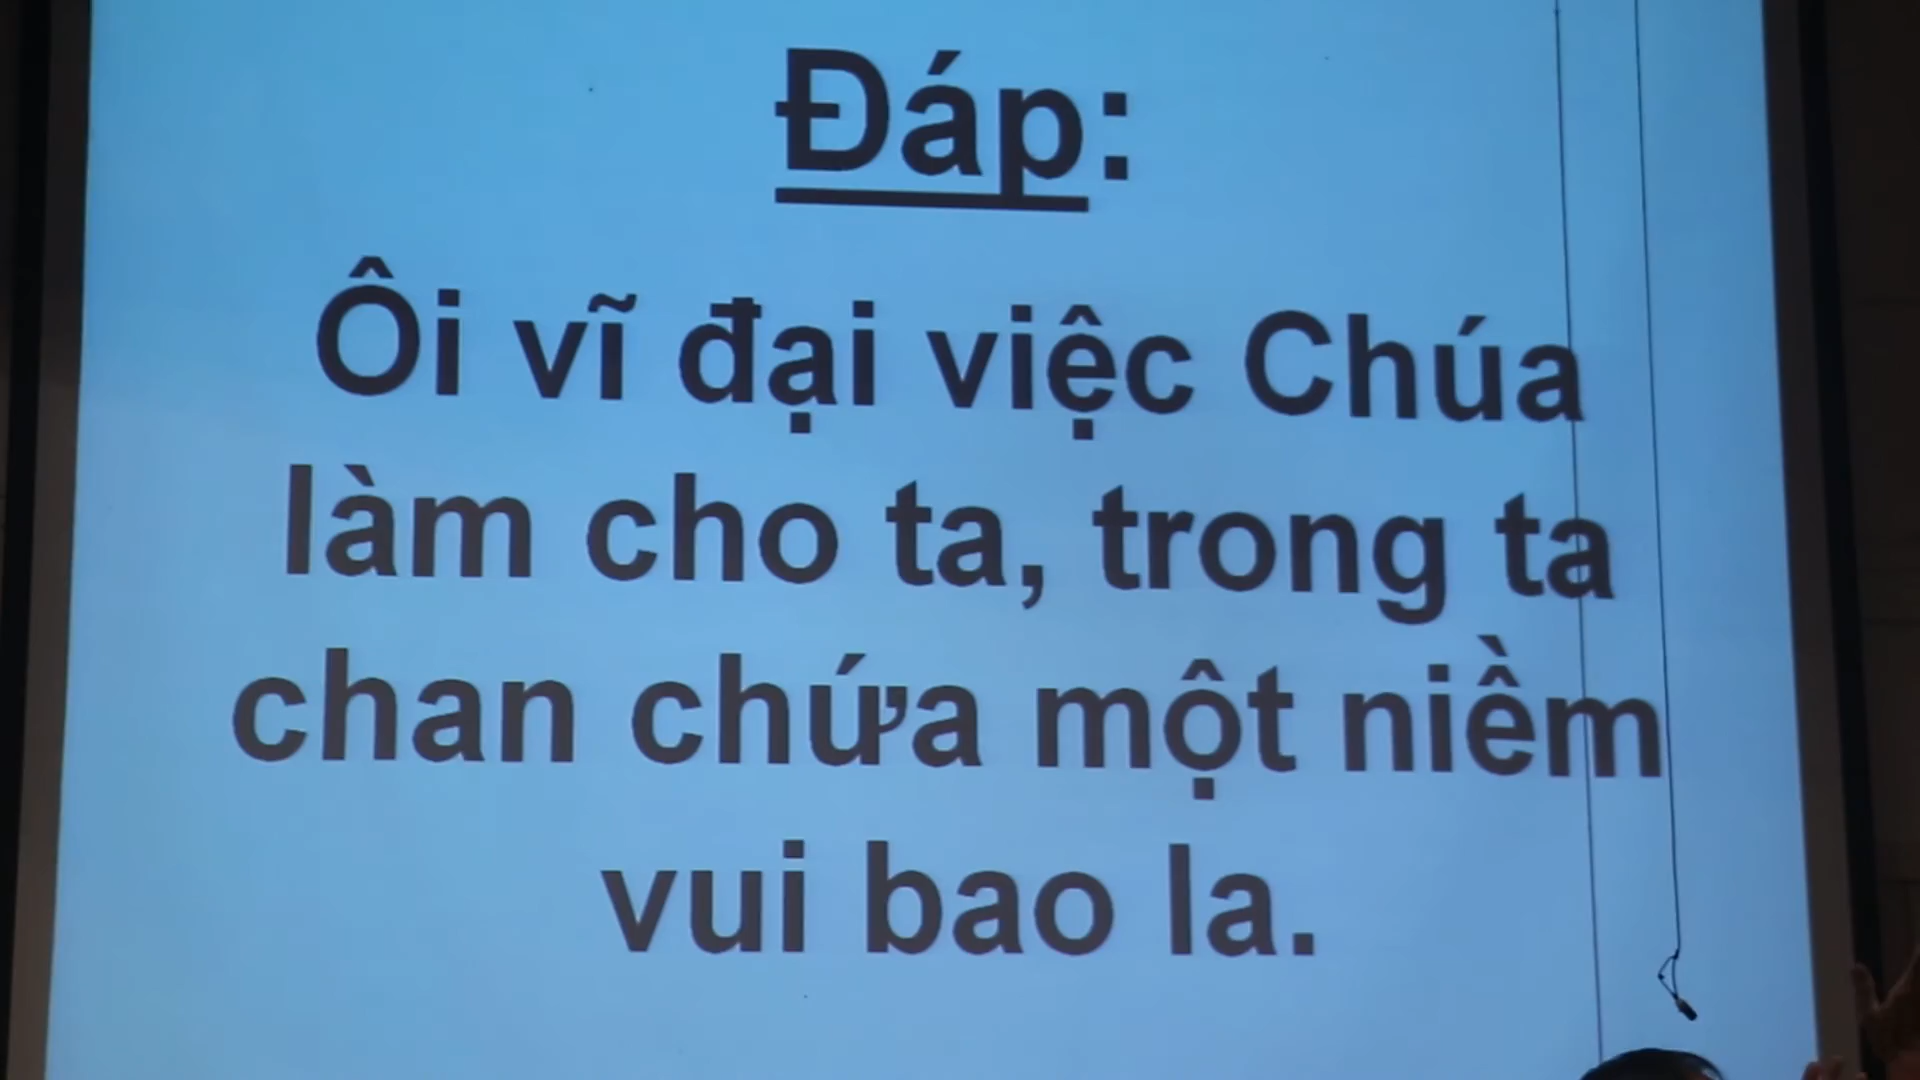 Đáp:
Ôi vĩ đại việc Chúa
làm cho ta, trong ta
chan chứa một niềm
vui bao la.